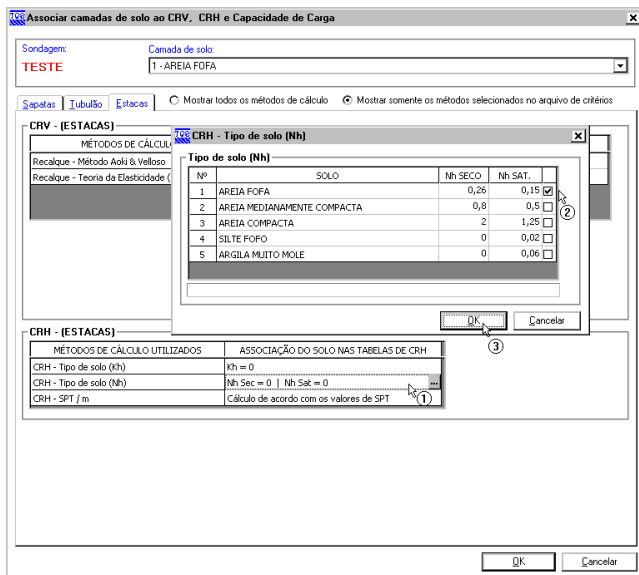 TQS Associar camadas de solo ao CRV, CRH e Capacidade de Carga
Sondagem:
TESTE
Camada de solo:
1 - AREIA FOFA
Sapatas
Tubulão
Estacas
Mostrar todos os métodos de cálculo
Mostrar somente os métodos selecionados no arquivo de critérios
CRV - (ESTACAS)
Recalque - Método Aoki & Velloso
Recalque - Teoria da Elasticidade (
TQS CRH - Tipo de solo (Nh)
Tipo de solo (Nh)
Nº SOLO Nh SECO Nh SAT.
1 AREIA FOFA 0,26 0,15
2 AREIA MEDIANAMENTE COMPACTA 0,8 0,5
3 AREIA COMPACTA 2 1,25
4 SILTE FOFO 0 0,02
5 ARGILA MUITO MOLE 0 0,06
2
OK
Cancelar
3
CRH - (ESTACAS)
MÉTODOS DE CÁLCULO UTILIZADOS ASSOCIAÇÃO DO SOLO NAS TABELAS DE CRH
CRH - Tipo de solo (Kh) Kh = 0
CRH - Tipo de solo (Nh) Nh Sec = 0 | Nh Sat = 0 ...
CRH - SPT / m Cálculo de acordo com os valores de SPT
1
OK
Cancelar